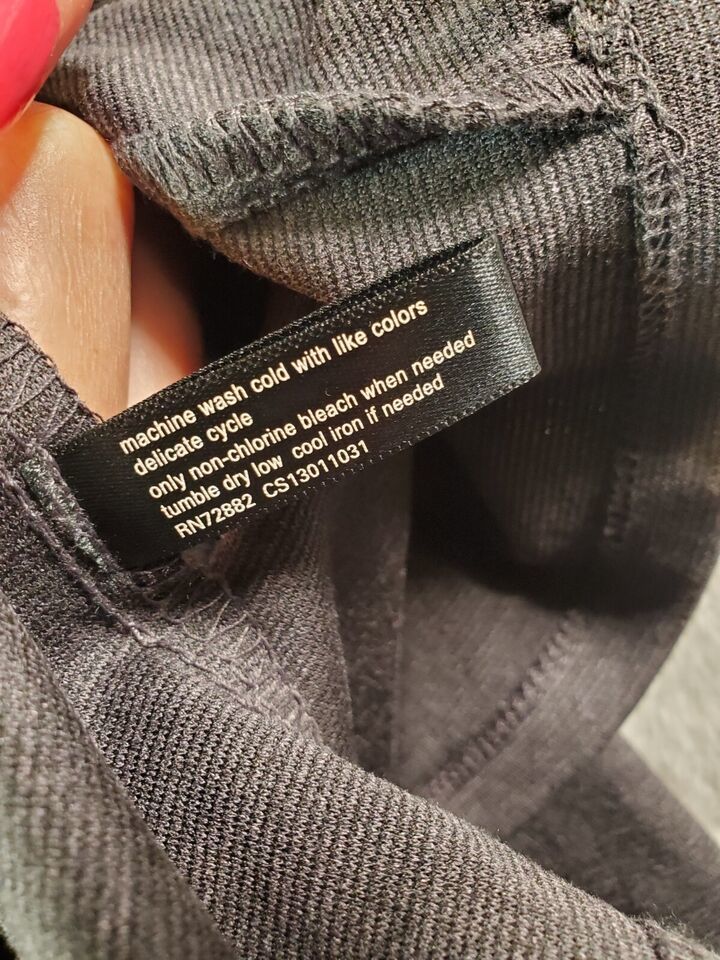 machine wash cold with like colors
delicate cycle
only non-chlorine bleach when needed
tumble dry low cool iron if needed
RN72882 CS13011031